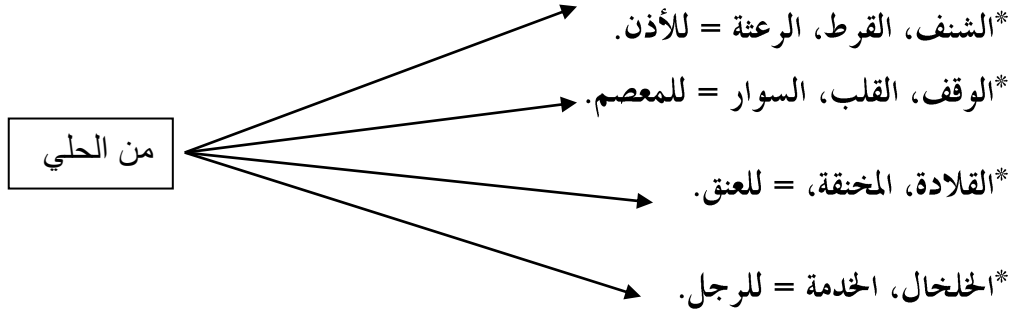 *الشنف، القرط، الرعثة = للأذن.
*الوقف، القلب، السوار = للمعصم.
من الحلي
*القلادة، المخنقة، = للعنق.
*الخلخال، الخدمة = للرجل.